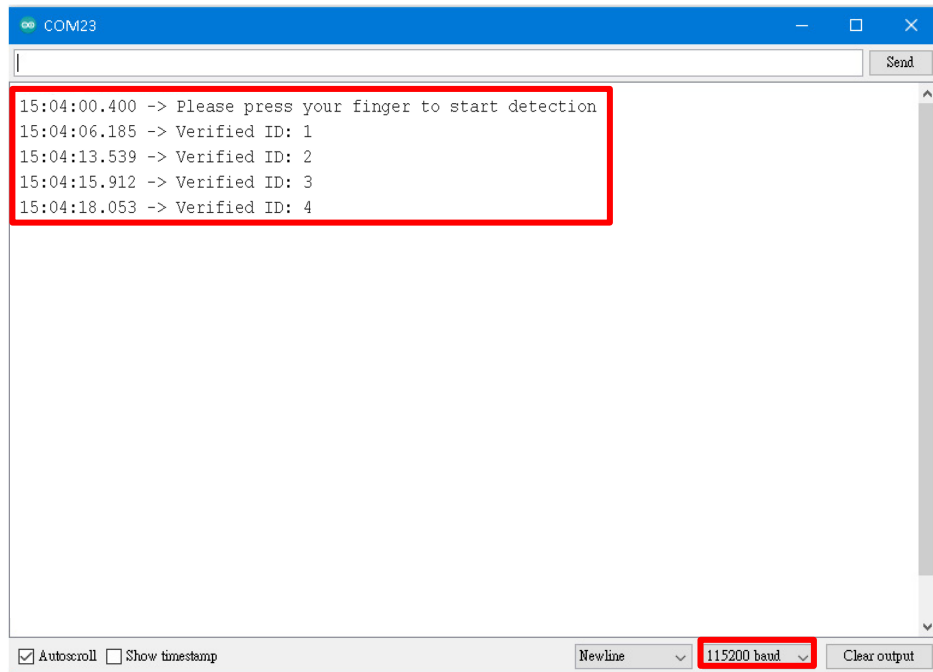 COM23
Send
15:04:00.400 -> Please press your finger to start detection
15:04:06.185 -> Verified ID: 1
15:04:13.539 -> Verified ID: 2
15:04:15.912 -> Verified ID: 3
15:04:18.053 -> Verified ID: 4
Autoscroll Show timestamp Newline 115200 baud Clear output